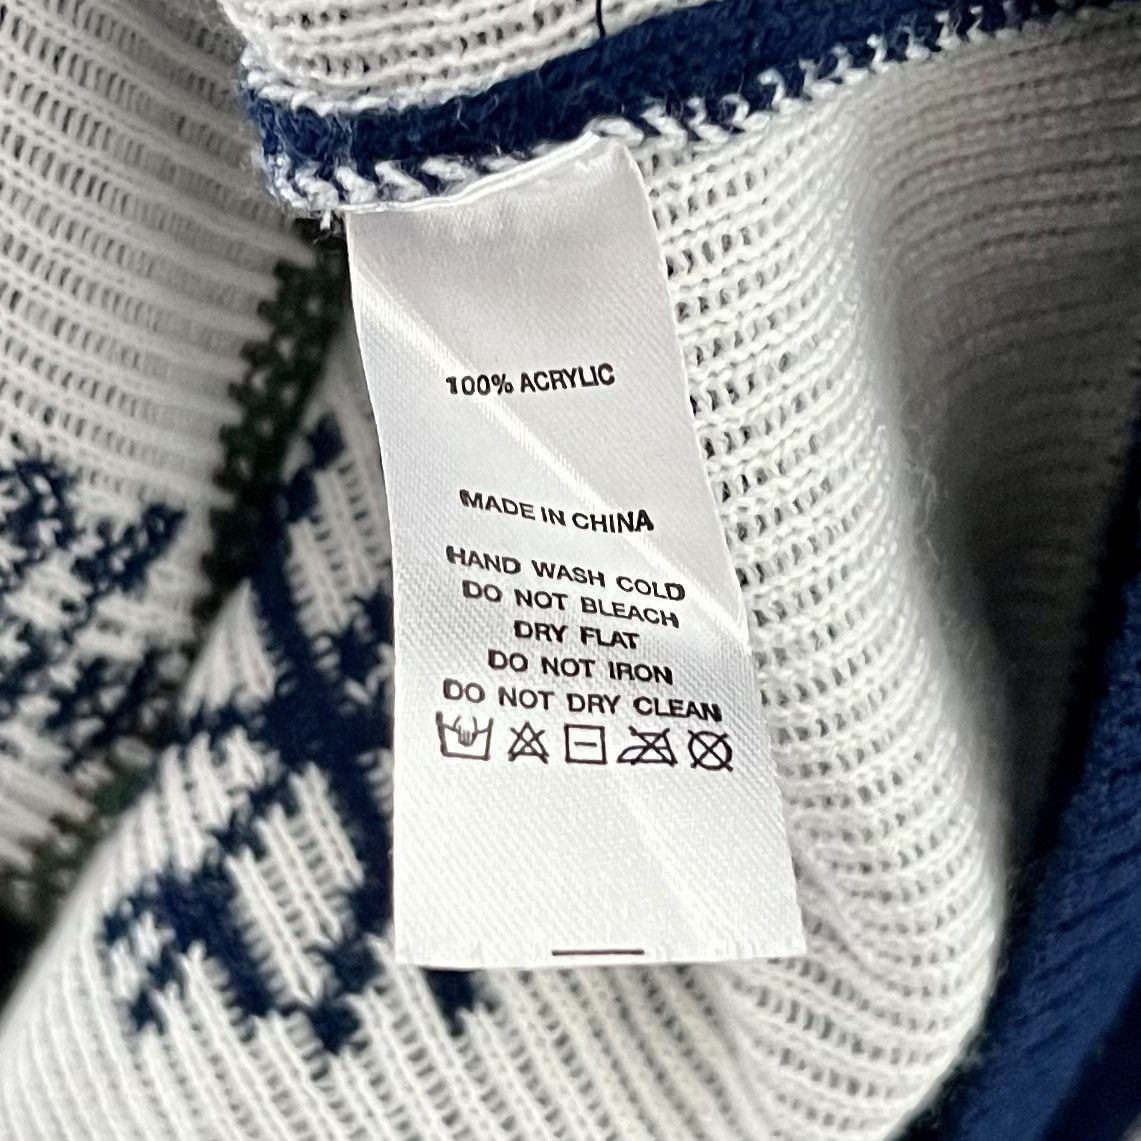 100% ACRYLIC
MADE IN CHINA
HAND WASH COLD
DO NOT BLEACH
DRY FLAT
DO NOT IRON
DO NOT DRY CLEAN